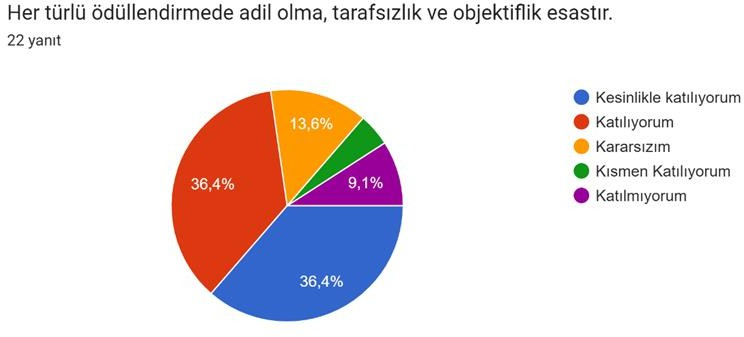 Her türlü ödüllendirmede adil olma, tarafsızlık ve objektiflik esastır.
22 yanıt
13,6%
36,4%
9,1%
36,4%
Kesinlikle katılıyorum
Katılıyorum
Kararsızım
Kısmen Katılıyorum
Katılmıyorum